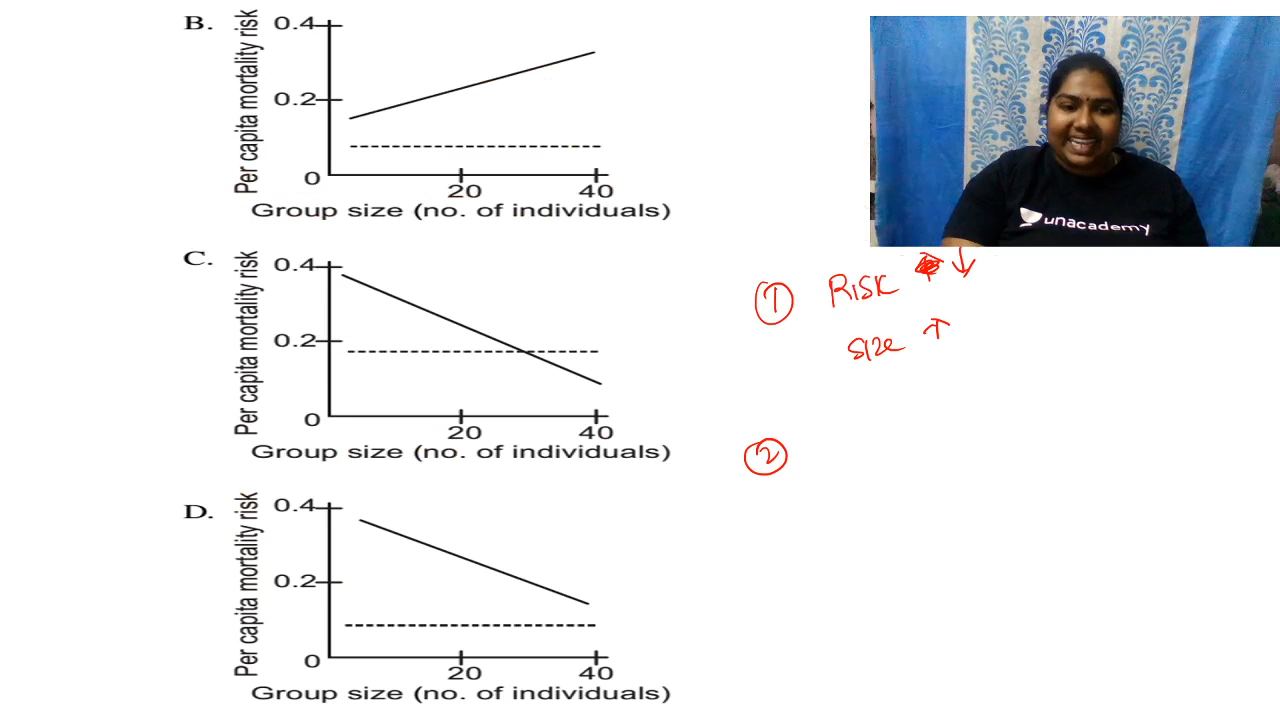 B.
Per capita mortality risk
0.4
0.2
0
20 40
Group size (no. of individuals)
C.
Per capita mortality risk
0.4
0.2
0
20 40
Group size (no. of individuals)
D.
Per capita mortality risk
0.4
0.2
0
20 40
Group size (no. of individuals)
unacademy
① RISK ↓
size ↑
②